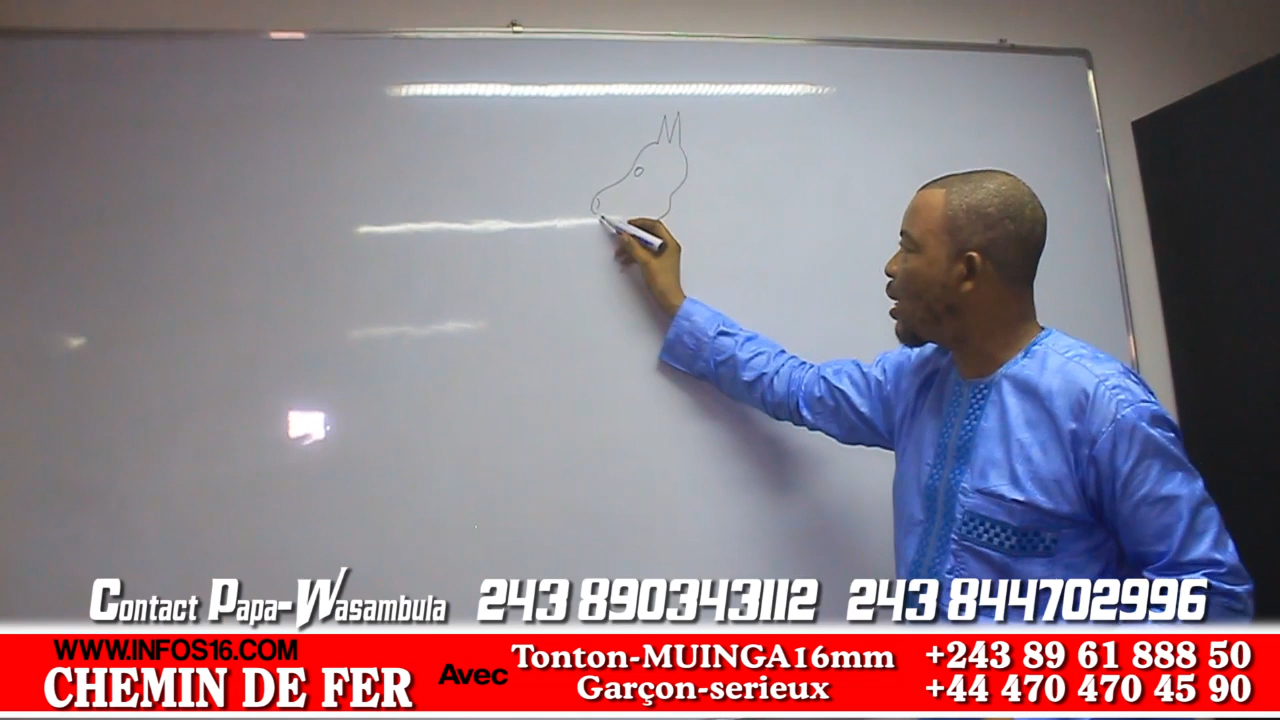 Contact Papa-Wasambula 243 890343112 243 844702996
WWW.INFOS16.COM
CHEMIN DE FER
Avec
Tonton-MUINGA16mm
Garçon-serieux
+243 89 61 888 50
+44 470 470 45 90